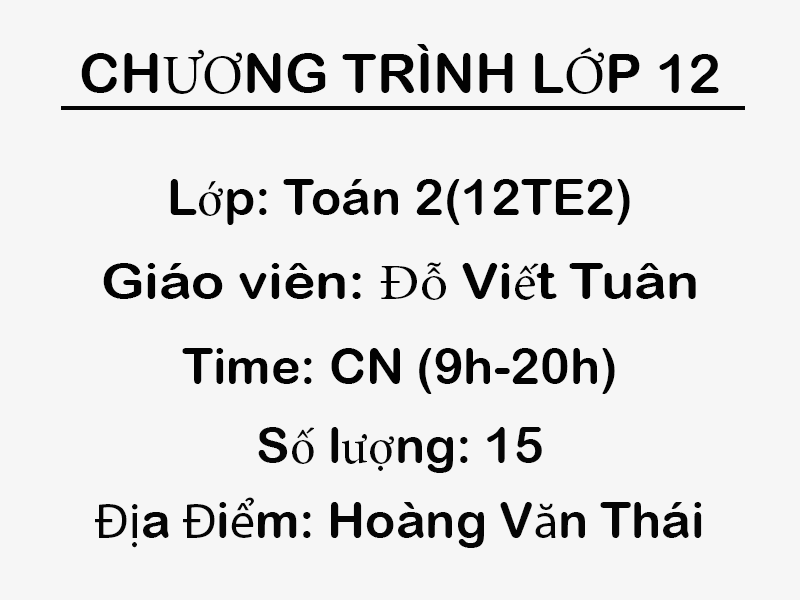 CHƯƠNG TRÌNH LỚP 12
Lớp: Toán 2(12TE2)
Giáo viên: Đỗ Viết Tuân
Time: CN (9h-20h)
Số lượng: 15
Địa Điểm: Hoàng Văn Thái